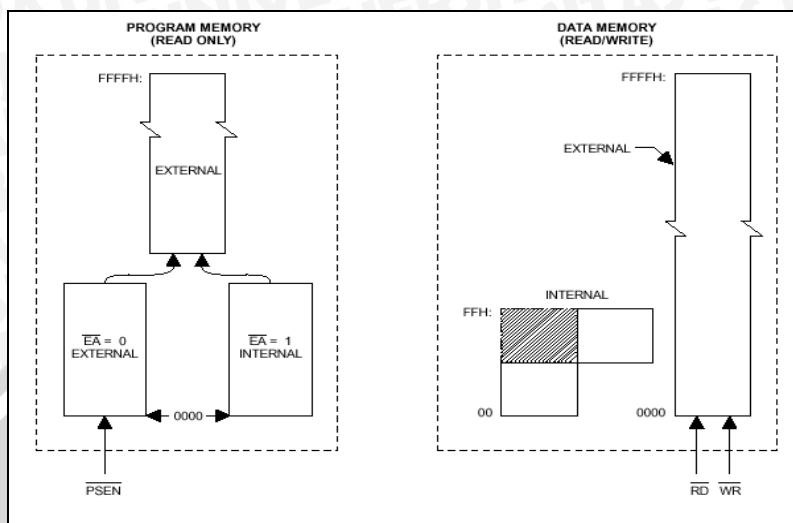 PROGRAM MEMORY
(READ ONLY)
FFFFH:
EXTERNAL
EA = 0
EXTERNAL
EA = 1
INTERNAL
0000
PSEN
DATA MEMORY
(READ/WRITE)
FFFFH:
EXTERNAL
INTERNAL
FFH:
00
0000
RD
WR